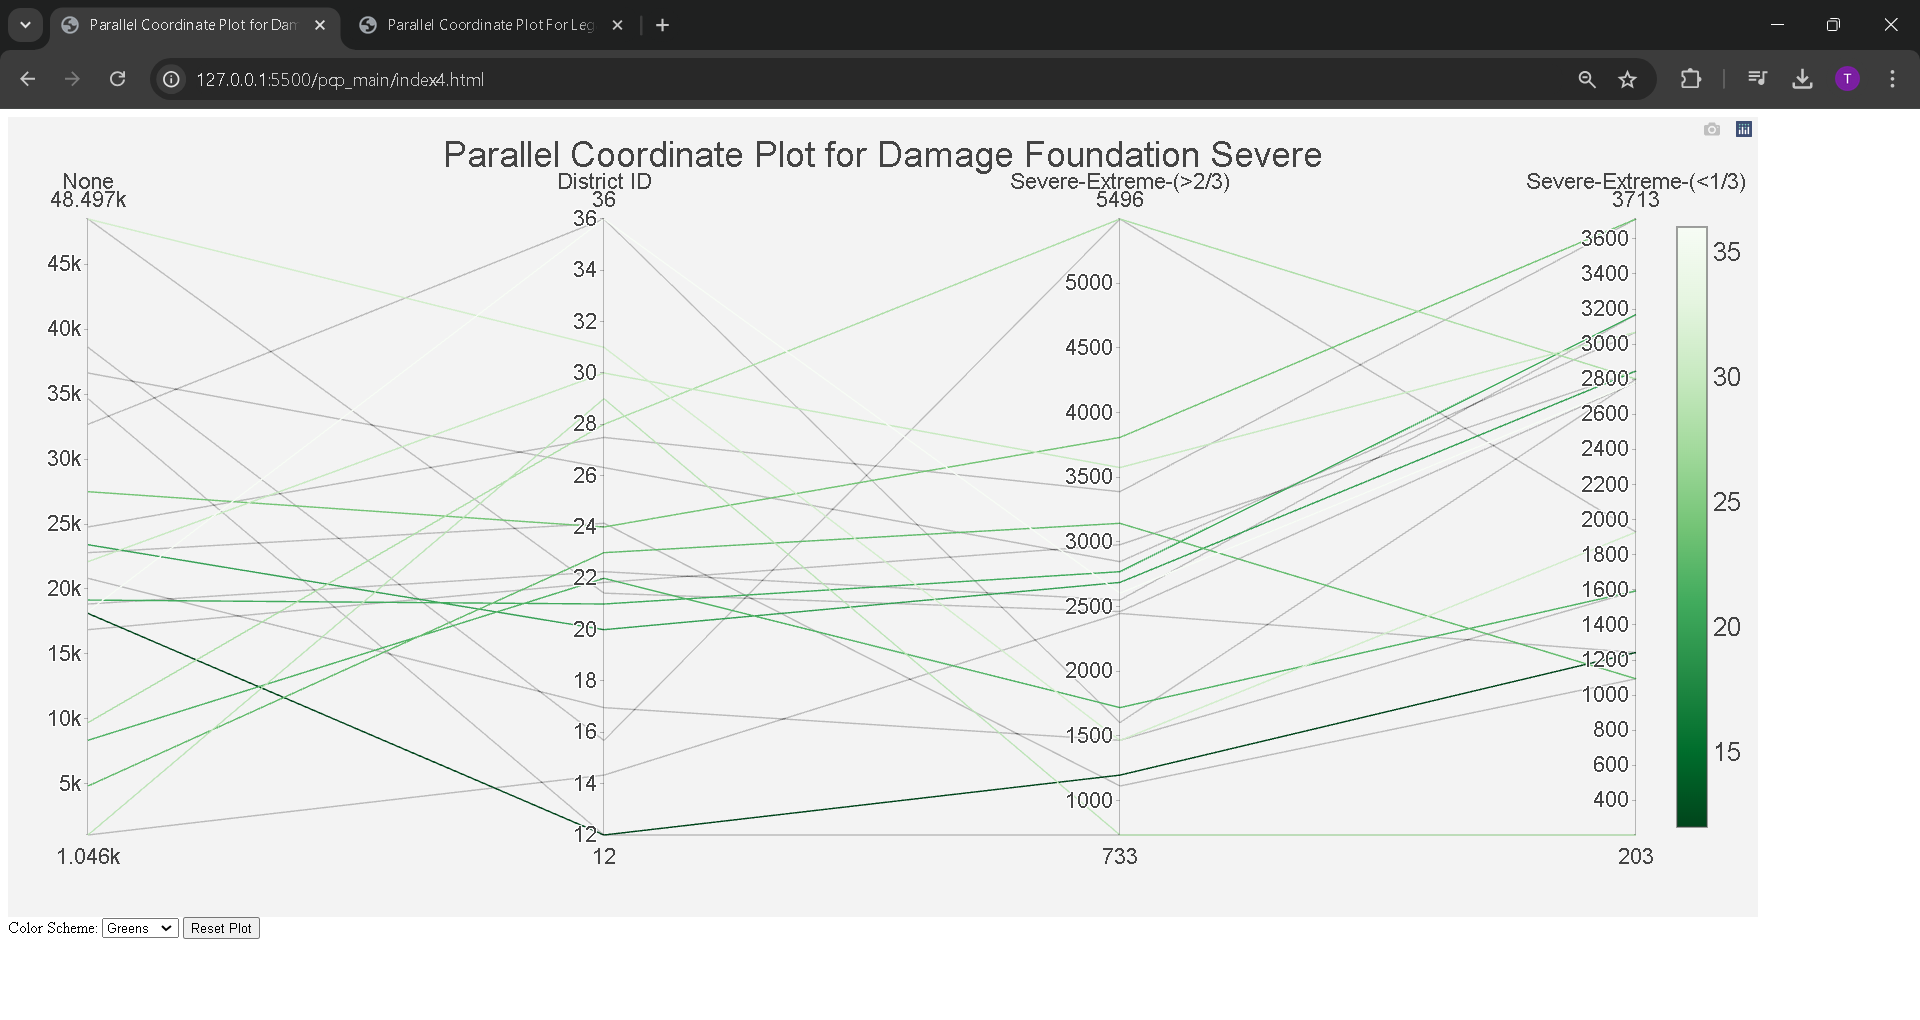 Parallel Coordinate Plot for Dam
Parallel Coordinate Plot For Leg
127.0.0.1:5500/pcp_main/index4.html
T
Parallel Coordinate Plot for Damage Foundation Severe
None
48.497k
45k
40k
35k
30k
25k
20k
15k
10k
5k
1.046k
District ID
36
36
34
32
30
28
26
24
22
20
18
16
14
12
12
Severe-Extreme-(>2/3)
5496
5000
4500
4000
3500
3000
2500
2000
1500
1000
733
Severe-Extreme-(<1/3)
3713
3600
3400
3200
3000
2800
2600
2400
2200
2000
1800
1600
1400
1200
1000
800
600
400
203
35
30
25
20
15
Color Scheme: Greens Reset Plot